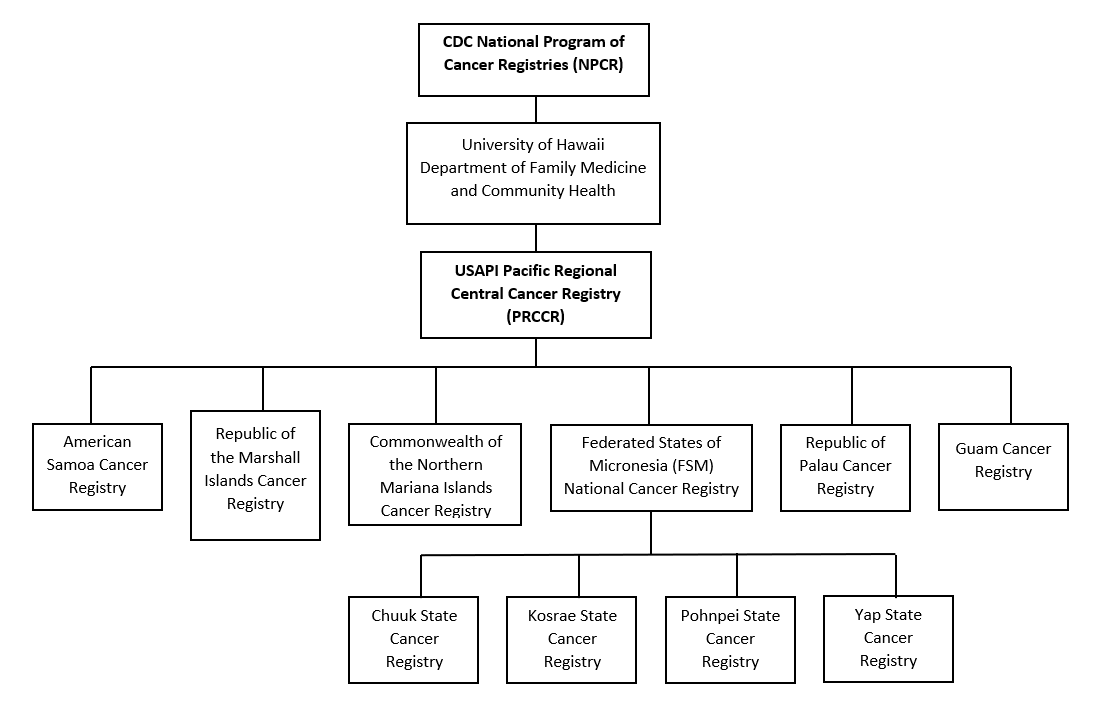 CDC National Program of
Cancer Registries (NPCR)
University of Hawaii
Department of Family Medicine
and Community Health
USAPI Pacific Regional
Central Cancer Registry
(PRCCR)
American
Samoa Cancer
Registry
Republic of
the Marshall
Islands Cancer
Registry
Commonwealth of
the Northern
Mariana Islands
Cancer Registry
Federated States of
Micronesia (FSM)
National Cancer Registry
Republic of
Palau Cancer
Registry
Guam Cancer
Registry
Chuuk State
Cancer
Registry
Kosrae State
Cancer
Registry
Pohnpei State
Cancer
Registry
Yap State
Cancer
Registry